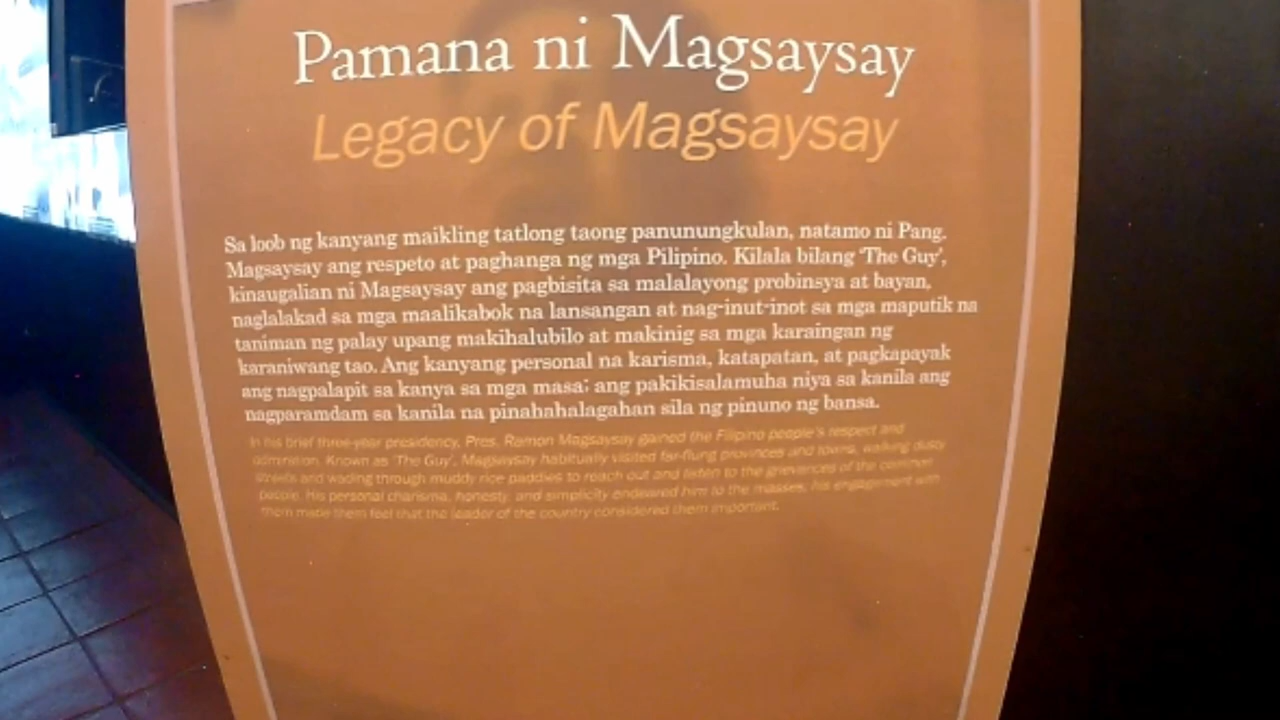 Pamana ni Magsaysay
Legacy of Magsaysay
Sa loob ng kanyang maikling tatlong taong panunungkulan, natamo ni Pang.
Magsaysay ang respeto at paghanga ng mga Pilipino. Kilala bilang 'The Guy',
kinaugalian ni Magsaysay ang pagbisita sa malalayong probinsya at bayan,
naglalakad sa mga maalikabok na lansangan at nag-inut-inot sa mga maputik na
taniman ng palay upang makihalubilo at makinig sa mga karaingan ng
karaniwang tao. Ang kanyang personal na karisma, katapatan, at pagkapayak
ang nagpalapit sa kanya sa mga masa; ang pakikisalamuha niya sa kanila ang
nagparamdam sa kanila na pinahahalagahan sila ng pinuno ng bansa.
In his brief three-year presidency, Pres. Ramon Magsaysay gained the Filipino people's respect and
admiration. Known as 'The Guy', Magsaysay habitually visited far-flung provinces and towns, walking dusty
streets and wading through muddy rice paddies to reach out and listen to the grievances of the common
people. His personal charisma, honesty, and simplicity endeared him to the masses; his engagement with
them made them feel that the leader of the country considered them important.